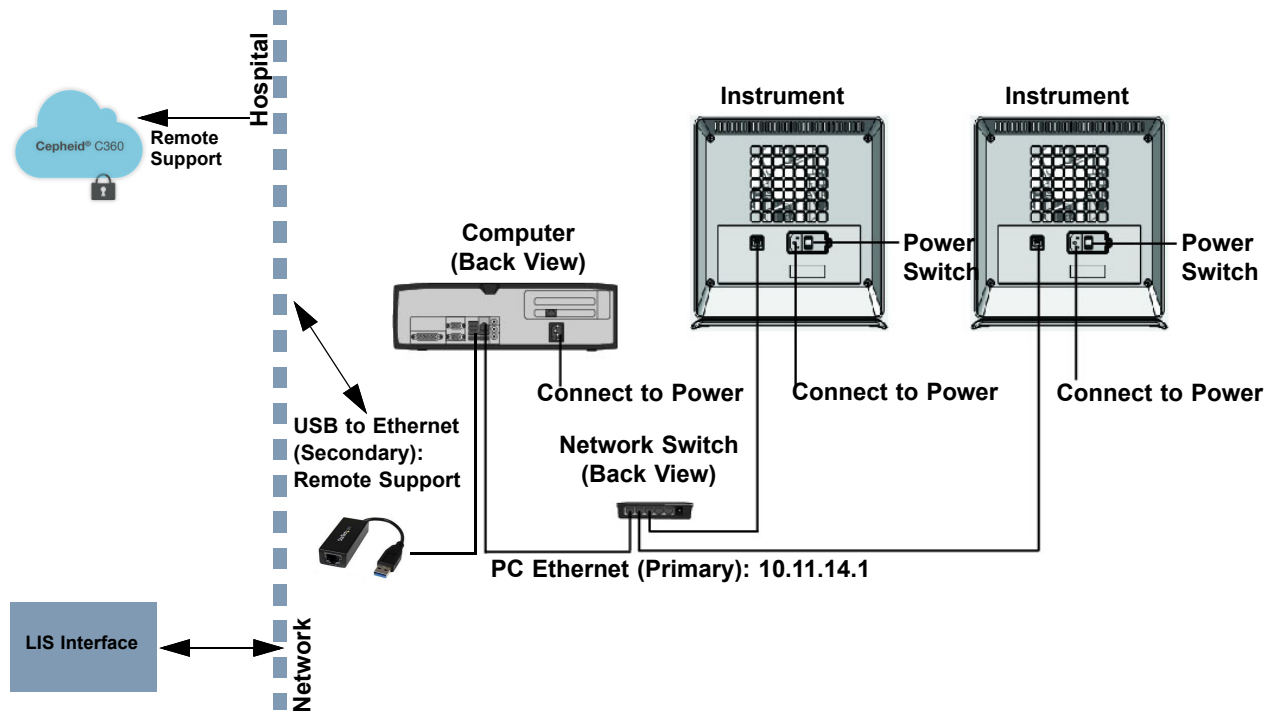 Hospital
Cepheid® C360
Remote
Support
Instrument
Instrument
Computer
(Back View)
Power
Switch
Power
Switch
Connect to Power
Connect to Power
Connect to Power
USB to Ethernet
(Secondary):
Remote Support
Network Switch
(Back View)
StarTech
PC Ethernet (Primary): 10.11.14.1
LIS Interface
Network